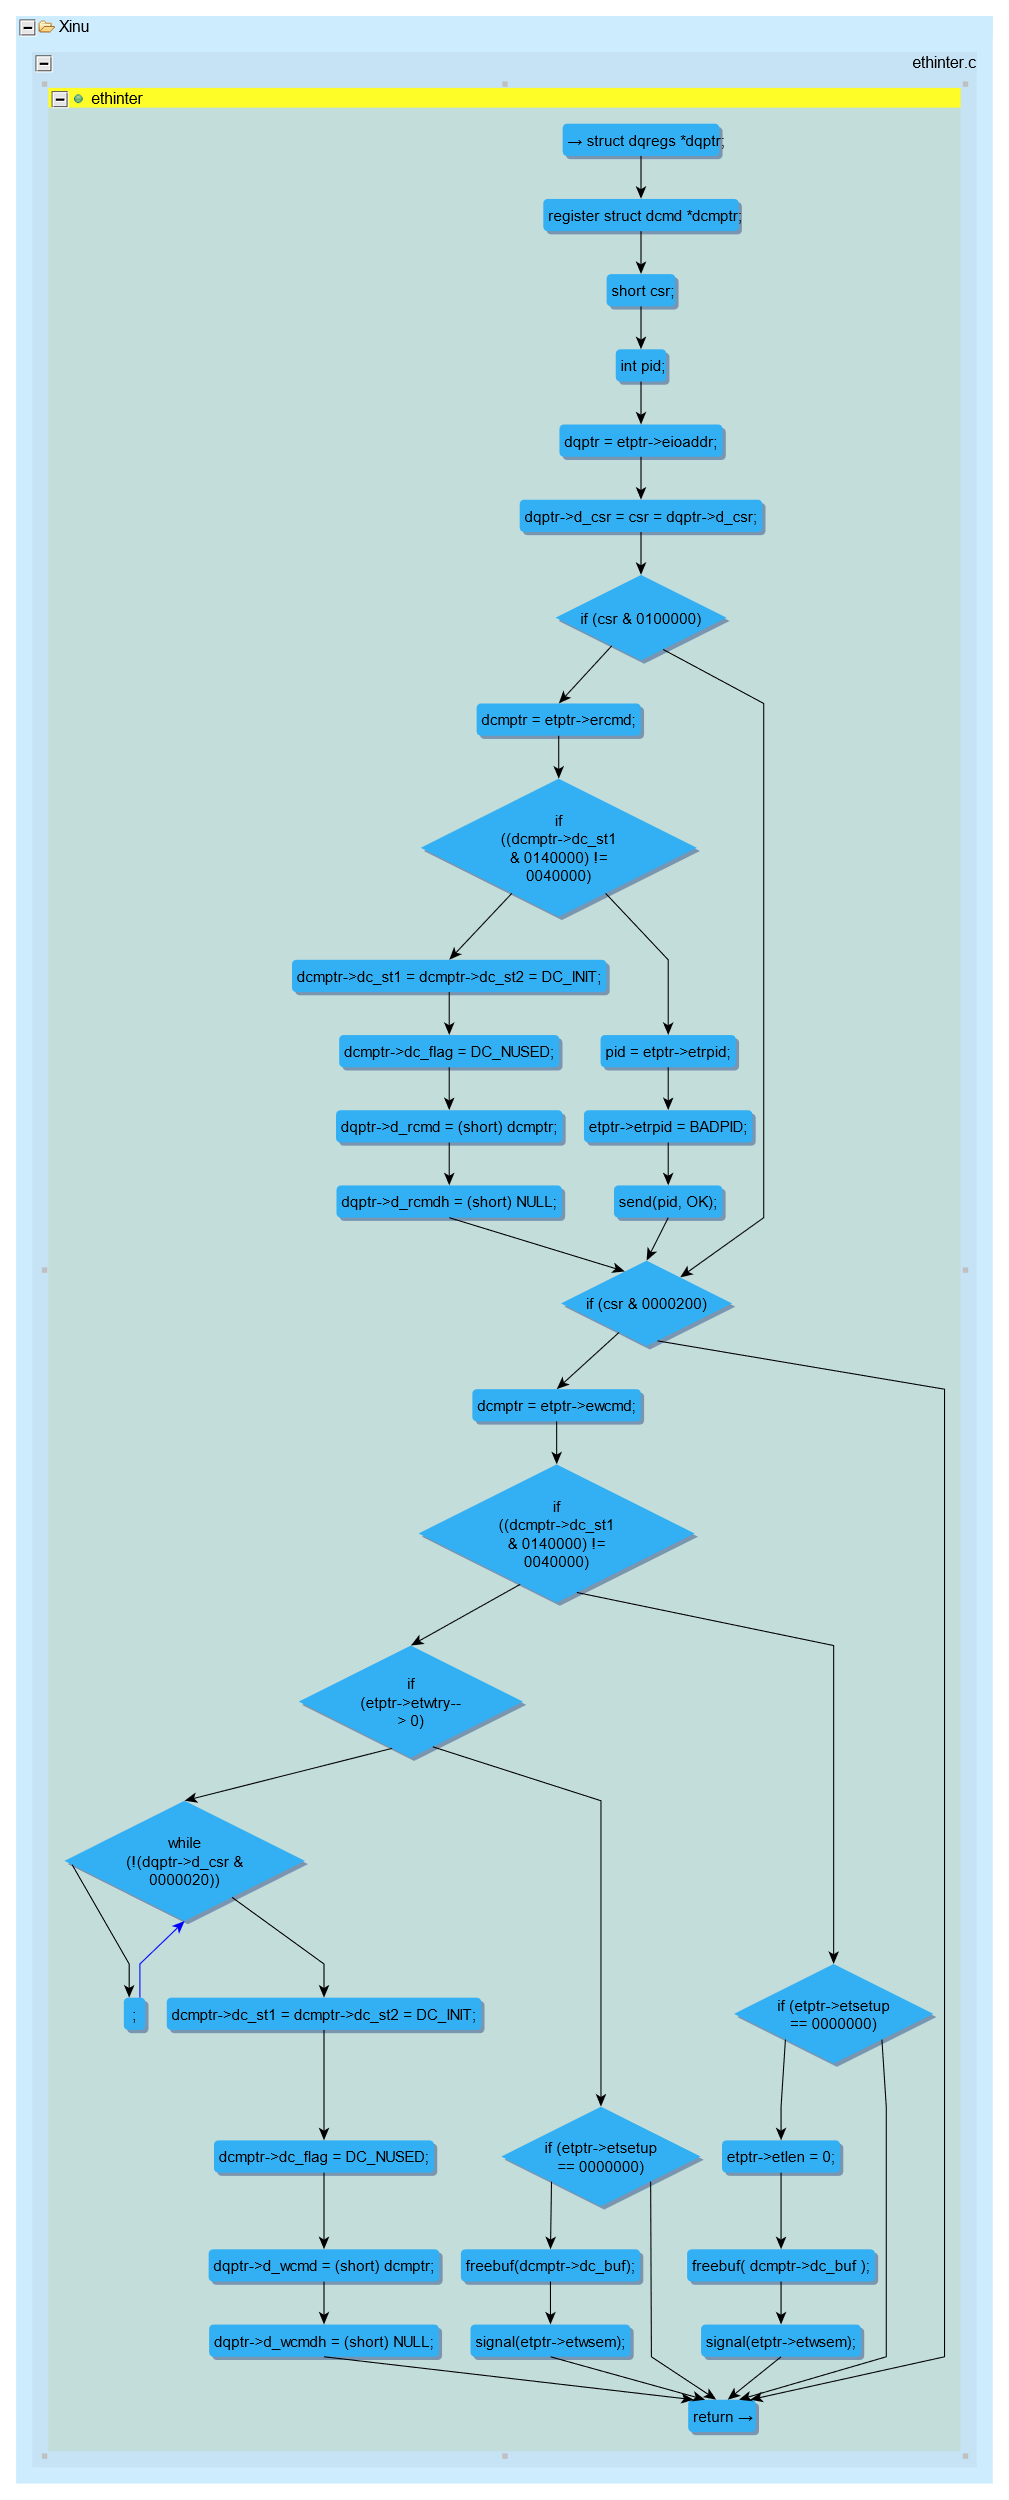 Xinu
ethinter.c
ethinter
→ struct dqregs *dqptr;
register struct dcmd *dcmptr;
short csr;
int pid;
dqptr = etptr->eioaddr;
dqptr->d_csr = csr = dqptr->d_csr;
if (csr & 0100000)
dcmptr = etptr->ercmd;
if
((dcmptr->dc_st1
& 0140000) !=
0040000)
dcmptr->dc_st1 = dcmptr->dc_st2 = DC_INIT;
dcmptr->dc_flag = DC_NUSED;
pid = etptr->etrpid;
dqptr->d_rcmd = (short) dcmptr;
etptr->etrpid = BADPID;
dqptr->d_rcmdh = (short) NULL;
send(pid, OK);
if (csr & 0000200)
dcmptr = etptr->ewcmd;
if
((dcmptr->dc_st1
& 0140000) !=
0040000)
if
(etptr->etwtry--
> 0)
while
(!(dqptr->d_csr &
0000020))
;
dcmptr->dc_st1 = dcmptr->dc_st2 = DC_INIT;
if (etptr->etsetup
== 0000000)
dcmptr->dc_flag = DC_NUSED;
if (etptr->etsetup
== 0000000)
etptr->etlen = 0;
dqptr->d_wcmd = (short) dcmptr;
freebuf(dcmptr->dc_buf);
freebuf( dcmptr->dc_buf );
dqptr->d_wcmdh = (short) NULL;
signal(etptr->etwsem);
signal(etptr->etwsem);
return →